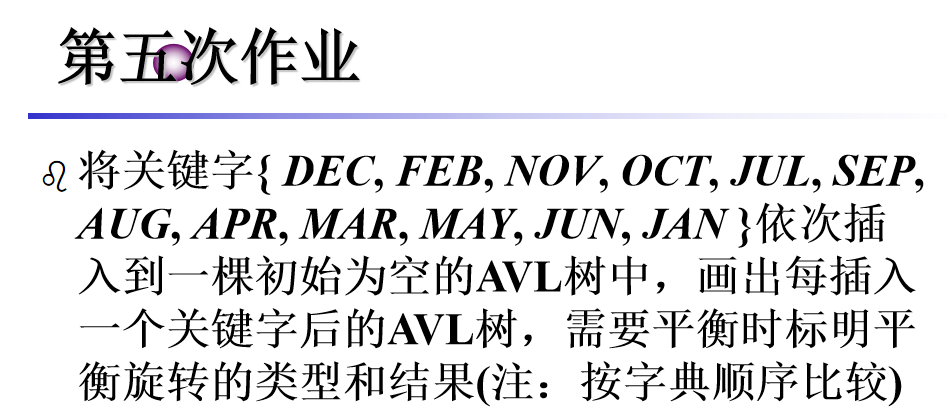 第五次作业
将关键字{ DEC, FEB, NOV, OCT, JUL, SEP,
AUG, APR, MAR, MAY, JUN, JAN }依次插
入到一棵初始为空的AVL树中，画出每插入
一个关键字后的AVL树，需要平衡时标明平
衡旋转的类型和结果(注：按字典顺序比较)